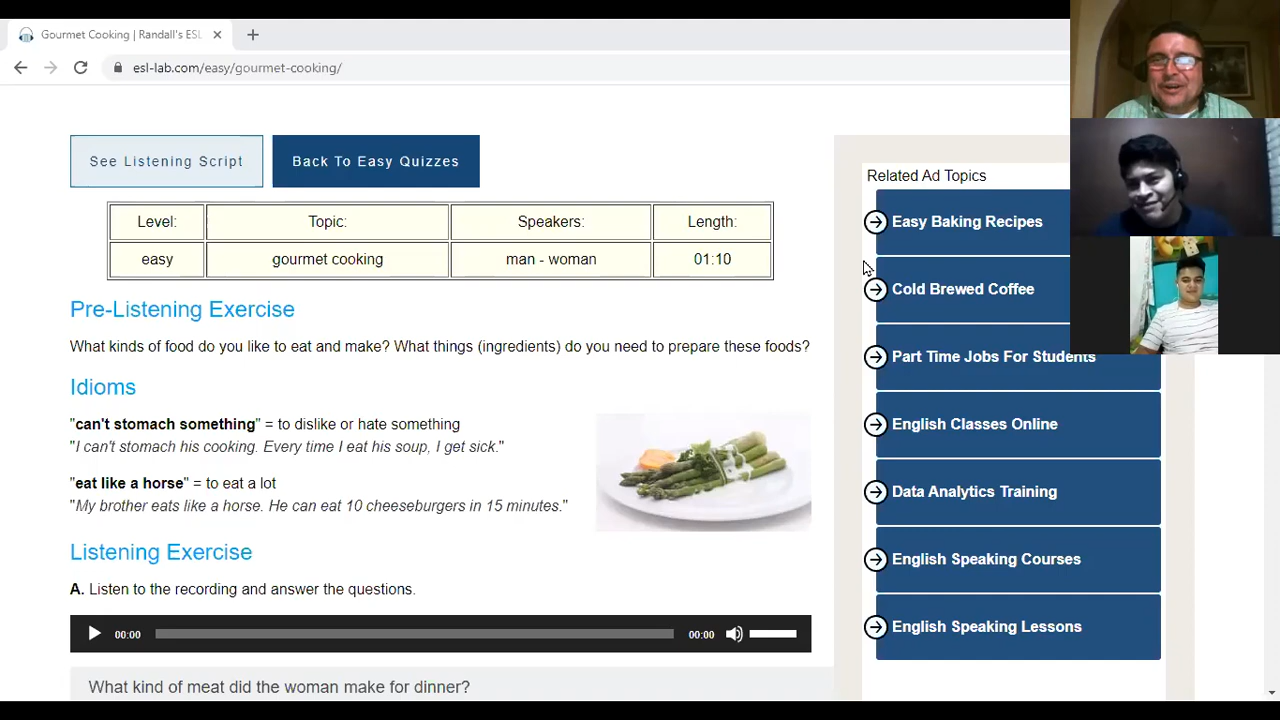 Gourmet Cooking | Randall's ESL
esl-lab.com/easy/gourmet-cooking/
See Listening Script
Back To Easy Quizzes
Level: Topic: Speakers: Length:
easy gourmet cooking man - woman 01:10
Pre-Listening Exercise
What kinds of food do you like to eat and make? What things (ingredients) do you need to prepare these foods?
Idioms
"can't stomach something" = to dislike or hate something
"I can't stomach his cooking. Every time I eat his soup, I get sick."
"eat like a horse" = to eat a lot
"My brother eats like a horse. He can eat 10 cheeseburgers in 15 minutes."
Listening Exercise
A. Listen to the recording and answer the questions.
00:00 00:00
What kind of meat did the woman make for dinner?
Related Ad Topics
Easy Baking Recipes
Cold Brewed Coffee
Part Time Jobs For Students
English Classes Online
Data Analytics Training
English Speaking Courses
English Speaking Lessons